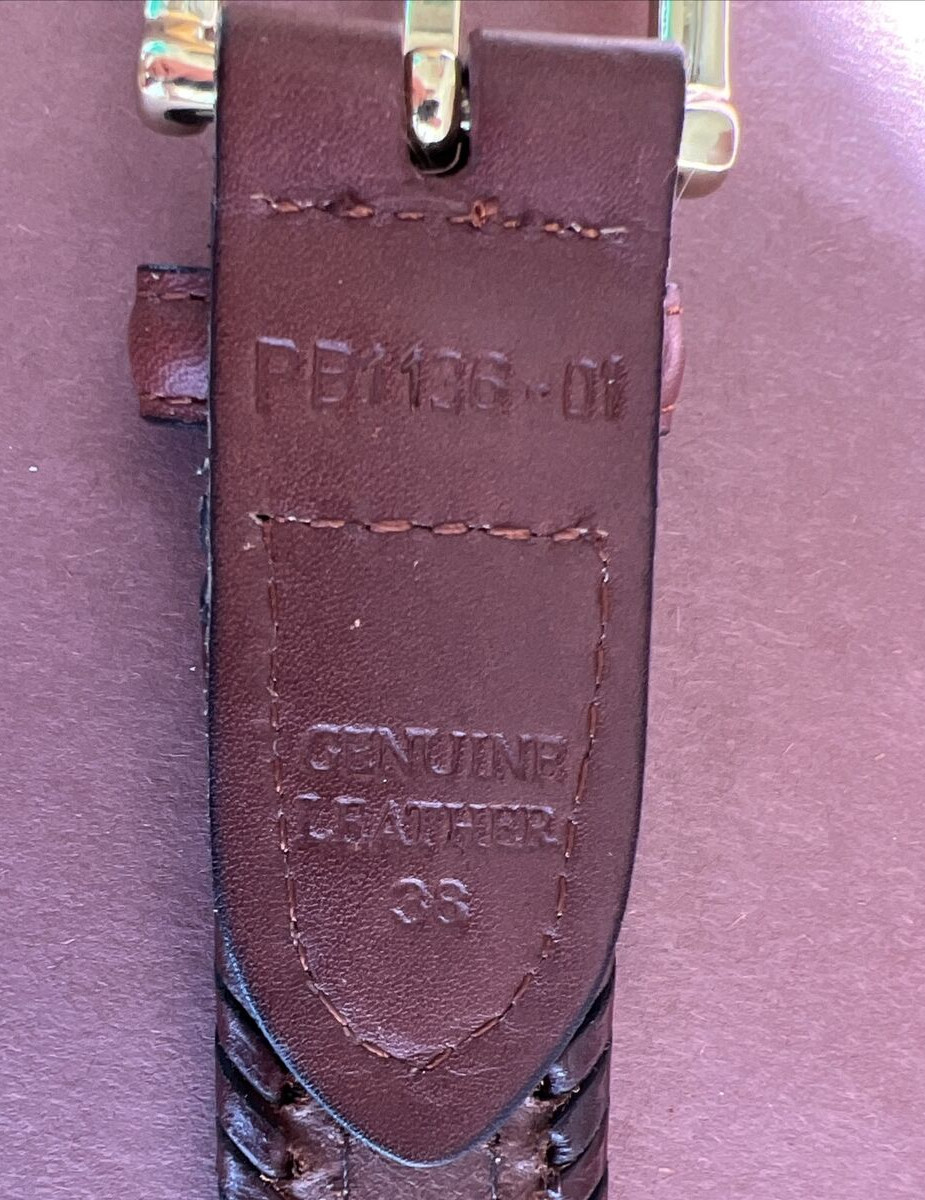 PB1136-01
GENUINE
LEATHER
38